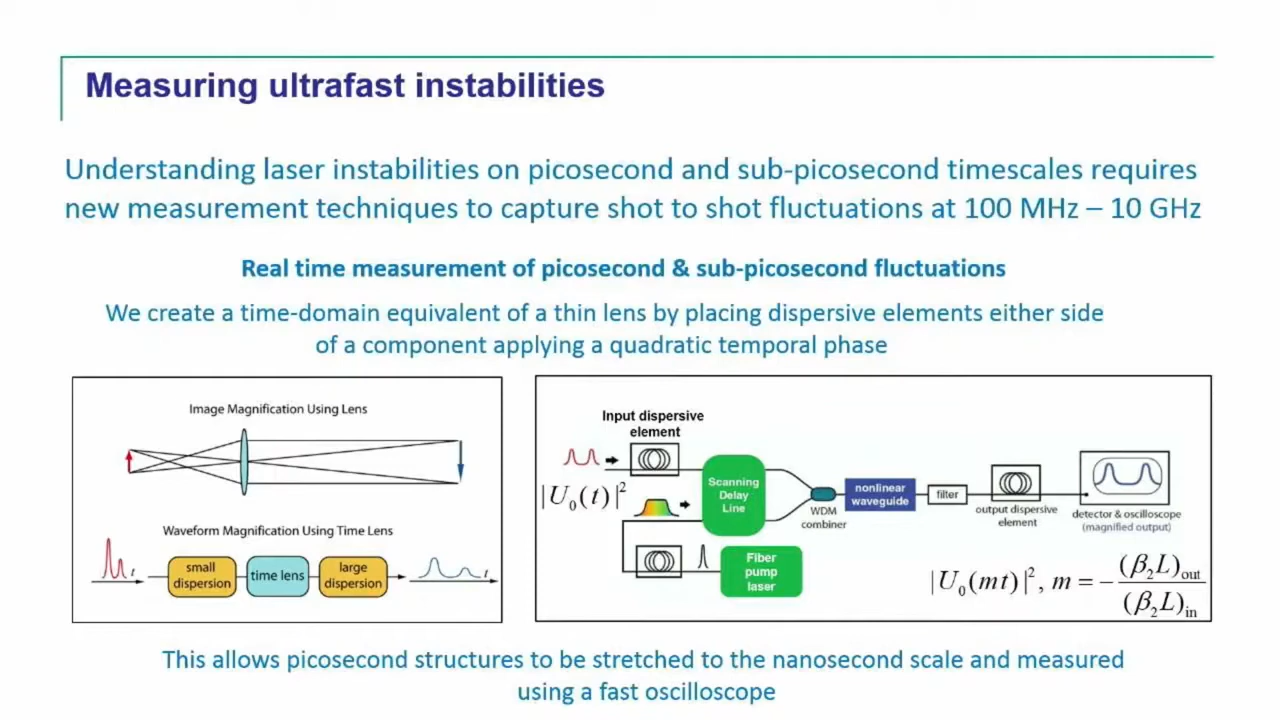 Measuring ultrafast instabilities
Understanding laser instabilities on picosecond and sub-picosecond timescales requires
new measurement techniques to capture shot to shot fluctuations at 100 MHz – 10 GHz
Real time measurement of picosecond & sub-picosecond fluctuations
We create a time-domain equivalent of a thin lens by placing dispersive elements either side
of a component applying a quadratic temporal phase
Image Magnification Using Lens
Waveform Magnification Using Time Lens
t
small
dispersion
time lens
large
dispersion
t
Input dispersive
element
|U₀(t)|²
Scanning
Delay
Line
WDM
combiner
nonlinear
waveguide
filter
output dispersive
element
detector & oscilloscope
(magnified output)
Fiber
pump
laser
|U₀(mt)|², m = − (β₂L)out / (β₂L)in
This allows picosecond structures to be stretched to the nanosecond scale and measured
using a fast oscilloscope